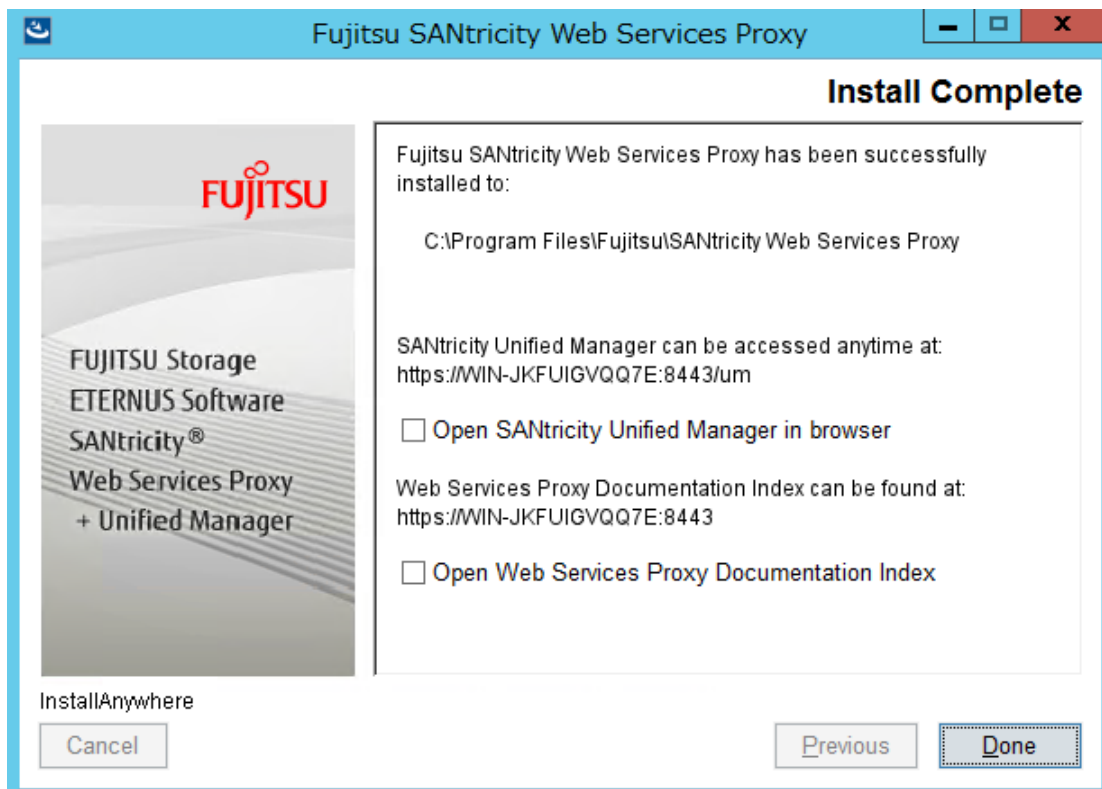 Fujitsu SANtricity Web Services Proxy
Install Complete
FUJITSU
FUJITSU Storage
ETERNUS Software
SANtricity®
Web Services Proxy
+ Unified Manager
Fujitsu SANtricity Web Services Proxy has been successfully
installed to:
C:\Program Files\Fujitsu\SANtricity Web Services Proxy
SANtricity Unified Manager can be accessed anytime at:
https://WIN-JKFUIGVQQ7E:8443/um
Open SANtricity Unified Manager in browser
Web Services Proxy Documentation Index can be found at:
https://WIN-JKFUIGVQQ7E:8443
Open Web Services Proxy Documentation Index
InstallAnywhere
Cancel
Previous
Done